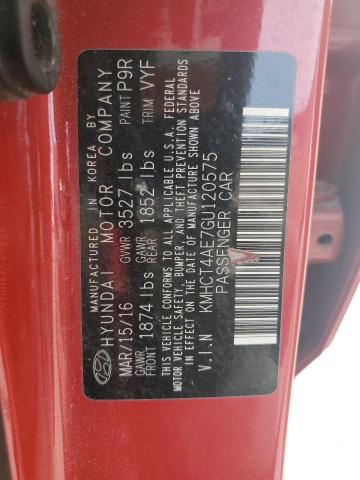 MANUFACTURED IN KOREA BY
HYUNDAI MOTOR COMPANY
MAR/15/16 GVWR 3527 lbs PAINT P9R
GAWR FRONT 1874 lbs GAWR REAR 1852 lbs TRIM VYF
THIS VEHICLE CONFORMS TO ALL APPLICABLE U.S.A. FEDERAL
MOTOR VEHICLE SAFETY, BUMPER, AND THEFT PREVENTION STANDARDS
IN EFFECT ON THE DATE OF MANUFACTURE SHOWN ABOVE
V.I.N KMHCT4AE7GU120575
PASSENGER CAR